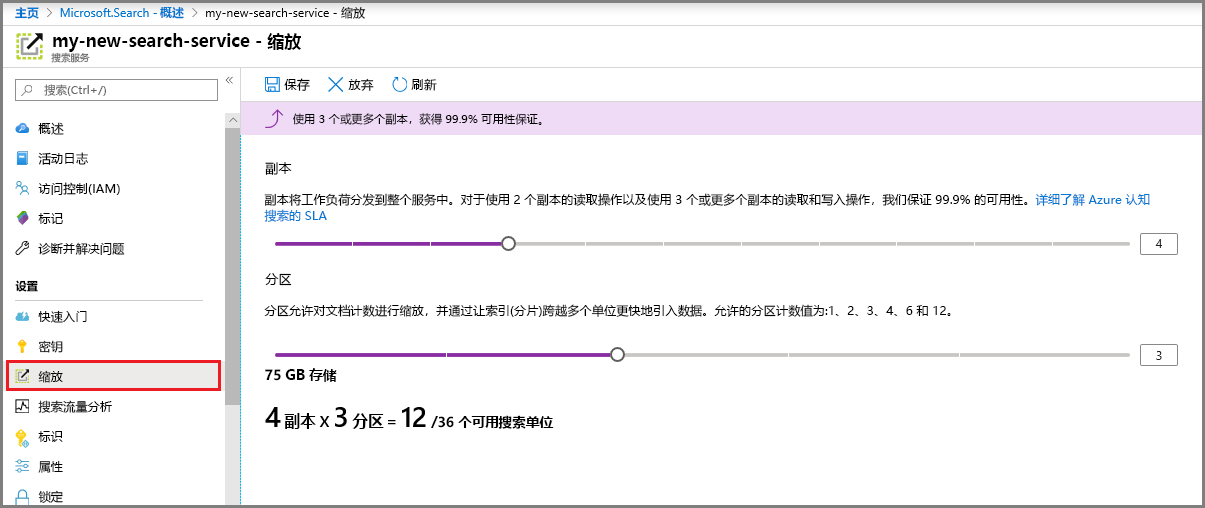 主页 > Microsoft.Search - 概述 > my-new-search-service - 缩放
my-new-search-service - 缩放
搜索服务
搜索(Ctrl+/)
«
概述
活动日志
访问控制(IAM)
标记
诊断并解决问题
设置
快速入门
密钥
缩放
搜索流量分析
标识
属性
锁定
保存 放弃 刷新
使用 3 个或更多个副本，获得 99.9% 可用性保证。
副本
副本将工作负荷分发到整个服务中。对于使用 2 个副本的读取操作以及使用 3 个或更多个副本的读取和写入操作，我们保证 99.9% 的可用性。详细了解 Azure 认知
搜索的 SLA
4
分区
分区允许对文档计数进行缩放，并通过让索引(分片)跨越多个单位更快地引入数据。允许的分区计数值为:1、2、3、4、6 和 12。
3
75 GB 存储
4 副本 X 3 分区 = 12 /36 个可用搜索单位